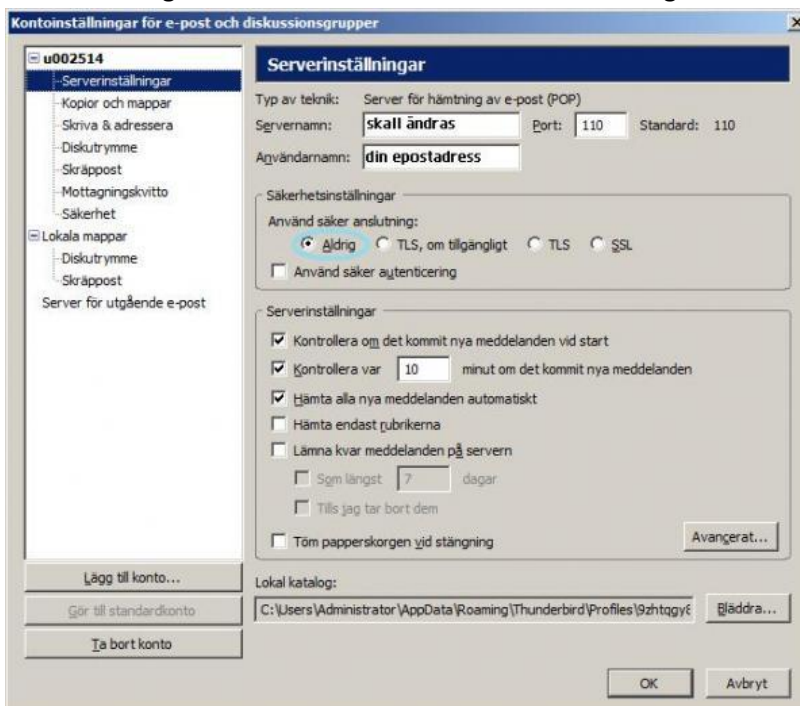 Kontoinställningar för e-post och diskussionsgrupper
u002514
Serverinställningar
Kopior och mappar
Skriva & adressera
Diskutrymme
Skräppost
Mottagningskvitto
Säkerhet
Lokala mappar
Diskutrymme
Skräppost
Server för utgående e-post
Lägg till konto...
Gör till standardkonto
Ta bort konto
Serverinställningar
Typ av teknik: Server för hämtning av e-post (POP)
Servernamn: skall ändras Port: 110 Standard: 110
Användarnamn: din epostadress
Säkerhetsinställningar
Använd säker anslutning:
Aldrig TLS, om tillgängligt TLS SSL
Använd säker autenticering
Serverinställningar
Kontrollera om det kommit nya meddelanden vid start
Kontrollera var 10 minut om det kommit nya meddelanden
Hämta alla nya meddelanden automatiskt
Hämta endast rubrikerna
Lämna kvar meddelanden på servern
Som längst 7 dagar
Tills jag tar bort dem
Töm papperskorgen vid stängning
Avancerat...
Lokal katalog:
C:\Users\Administrator\AppData\Roaming\Thunderbird\Profiles\9zhtqgy8 Bläddra...
OK Avbryt